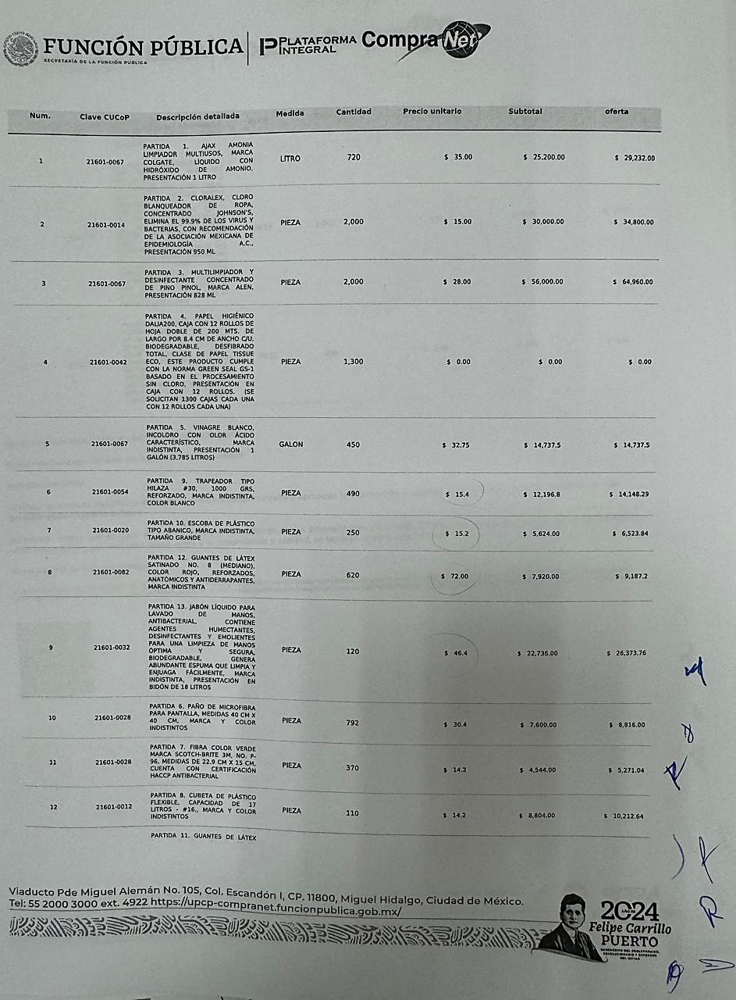 FUNCIÓN PÚBLICA
SECRETARÍA DE LA FUNCIÓN PÚBLICA
PLATAFORMA
INTEGRAL
CompraNet
Num. Clave CUCoP Descripción detallada Medida Cantidad Precio unitario Subtotal oferta
PARTIDA 1. AJAX AMONIA
LIMPIADOR MULTIUSOS, MARCA
1 21601-0067 COLGATE, LÍQUIDO CON LITRO 720 $ 35.00 $ 25,200.00 $ 29,232.00
HIDRÓXIDO DE AMONIO,
PRESENTACIÓN 1 LITRO
PARTIDA 2. CLORALEX, CLORO
BLANQUEADOR DE ROPA,
CONCENTRADO JOHNSON'S,
2 21601-0014 ELIMINA EL 99.9% DE LOS VIRUS Y PIEZA 2,000 $ 15.00 $ 30,000.00 $ 34,800.00
BACTERIAS, CON RECOMENDACIÓN
DE LA ASOCIACIÓN MEXICANA DE
EPIDEMIOLOGÍA A.C.,
PRESENTACIÓN 950 ML
PARTIDA 3. MULTILIMPIADOR Y
3 21601-0067 DESINFECTANTE CONCENTRADO PIEZA 2,000 $ 28.00 $ 56,000.00 $ 64,960.00
DE PINO PINOL, MARCA ALEN,
PRESENTACIÓN 828 ML
PARTIDA 4. PAPEL HIGIÉNICO
DALIA200, CAJA CON 12 ROLLOS DE
HOJA DOBLE DE 200 MTS. DE
LARGO POR 8.4 CM DE ANCHO C/U,
BIODEGRADABLE, DESFIBRADO
TOTAL, CLASE DE PAPEL TISSUE
4 21601-0042 ECO, ESTE PRODUCTO CUMPLE PIEZA 1,300 $ 0.00 $ 0.00 $ 0.00
CON LA NORMA GREEN SEAL GS-1
BASADO EN EL PROCESAMIENTO
SIN CLORO, PRESENTACIÓN EN
CAJA CON 12 ROLLOS. (SE
SOLICITAN 1300 CAJAS CADA UNA
CON 12 ROLLOS CADA UNA)
PARTIDA 5. VINAGRE BLANCO,
INCOLORO CON OLOR ÁCIDO
5 21601-0067 CARACTERÍSTICO, MARCA GALON 450 $ 32.75 $ 14,737.5 $ 14,737.5
INDISTINTA, PRESENTACIÓN 1
GALÓN (3.785 LITROS)
PARTIDA 9. TRAPEADOR TIPO
6 21601-0054 HILAZA #30, 1000 GRS, PIEZA 490 $ 15.4 $ 12,196.8 $ 14,148.29
REFORZADO, MARCA INDISTINTA,
COLOR BLANCO
PARTIDA 10. ESCOBA DE PLÁSTICO
7 21601-0020 TIPO ABANICO, MARCA INDISTINTA, PIEZA 250 $ 15.2 $ 5,624.00 $ 6,523.84
TAMAÑO GRANDE
PARTIDA 12. GUANTES DE LÁTEX
SATINADO NO. 8 (MEDIANO),
8 21601-0082 COLOR ROJO, REFORZADOS, PIEZA 620 $ 72.00 $ 7,920.00 $ 9,187.2
ANATÓMICOS Y ANTIDERRAPANTES,
MARCA INDISTINTA
PARTIDA 13. JABÓN LÍQUIDO PARA
LAVADO DE MANOS,
ANTIBACTERIAL, CONTIENE
AGENTES HUMECTANTES,
DESINFECTANTES Y EMOLIENTES
9 21601-0032 PARA UNA LIMPIEZA DE MANOS PIEZA 120 $ 46.4 $ 22,736.00 $ 26,373.76
ÓPTIMA Y SEGURA,
BIODEGRADABLE, GENERA
ABUNDANTE ESPUMA QUE LIMPIA Y
ENJUAGA FÁCILMENTE, MARCA
INDISTINTA, PRESENTACIÓN EN
BIDÓN DE 18 LITROS
PARTIDA 6. PAÑO DE MICROFIBRA
10 21601-0028 PARA PANTALLA, MEDIDAS 40 CM X PIEZA 792 $ 30.4 $ 7,600.00 $ 8,816.00
40 CM, MARCA Y COLOR
INDISTINTOS
PARTIDA 7. FIBRA COLOR VERDE
MARCA SCOTCH-BRITE 3M, NO. P-
11 21601-0028 96, MEDIDAS DE 22.9 CM X 15 CM, PIEZA 370 $ 14.2 $ 4,544.00 $ 5,271.04
CUENTA CON CERTIFICACIÓN
HACCP ANTIBACTERIAL
PARTIDA 8. CUBETA DE PLÁSTICO
12 21601-0012 FLEXIBLE, CAPACIDAD DE 17 PIEZA 110 $ 14.2 $ 8,804.00 $ 10,212.64
LITROS - #16., MARCA Y COLOR
INDISTINTOS
PARTIDA 11. GUANTES DE LÁTEX
Viaducto Pde Miguel Alemán No. 105, Col. Escandón I, CP. 11800, Miguel Hidalgo, Ciudad de México.
Tel: 55 2000 3000 ext. 4922 https://upcp-compranet.funcionpublica.gob.mx/
2024
AÑO DE
Felipe Carrillo
PUERTO
BENEMÉRITO DEL PROLETARIADO,
REVOLUCIONARIO Y DEFENSOR
DEL MAYAB